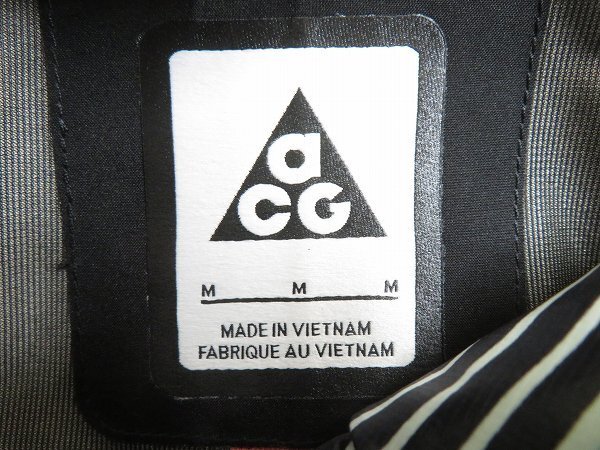 a
CG
M M M
MADE IN VIETNAM
FABRIQUE AU VIETNAM